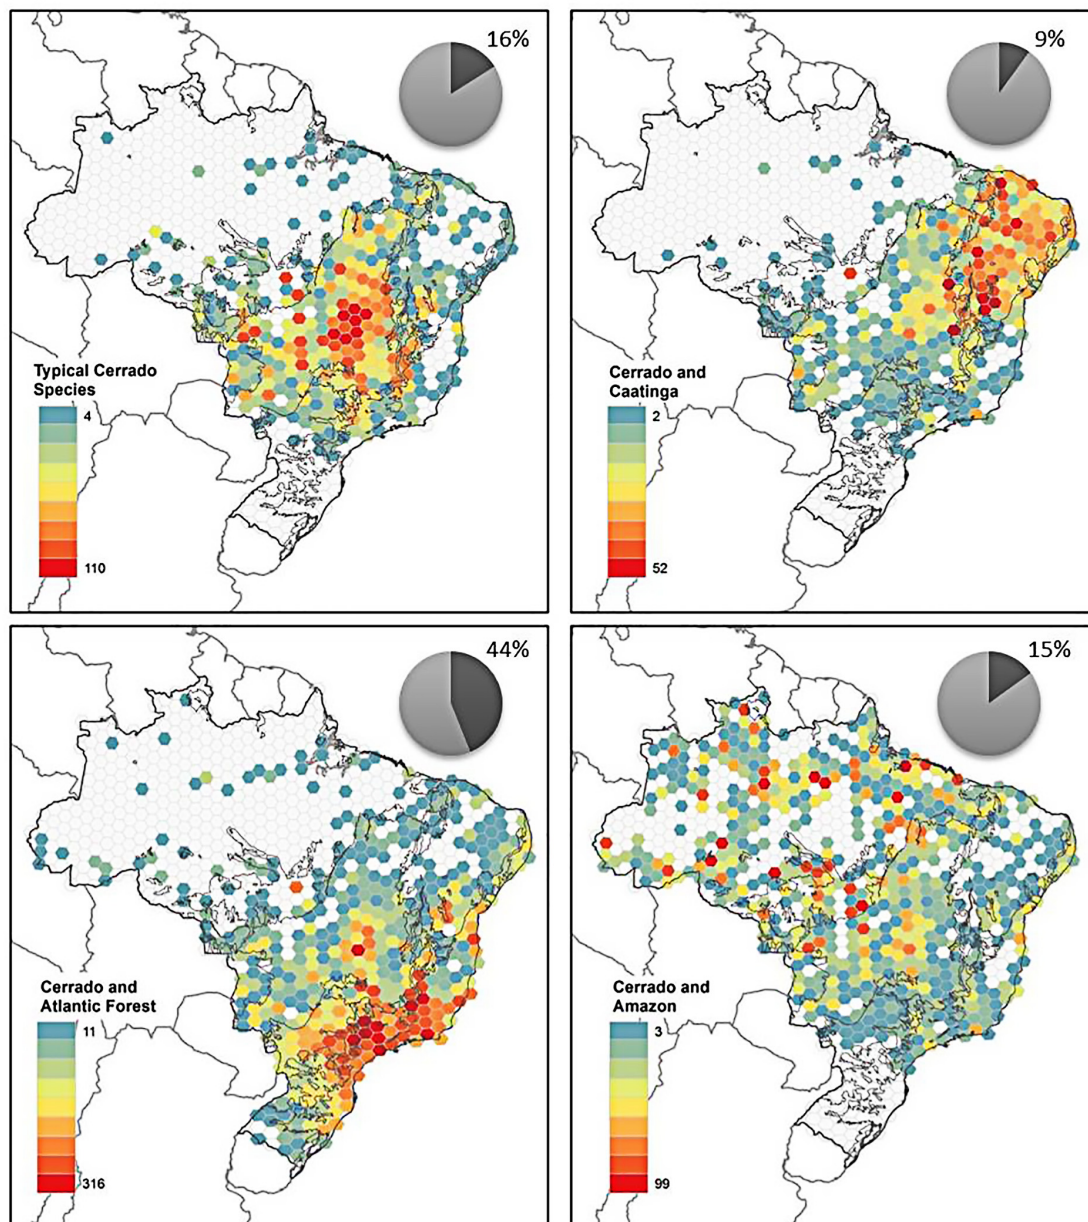 16%
Typical Cerrado
Species
4
110
9%
Cerrado and
Caatinga
2
52
44%
Cerrado and
Atlantic Forest
11
316
15%
Cerrado and
Amazon
3
99